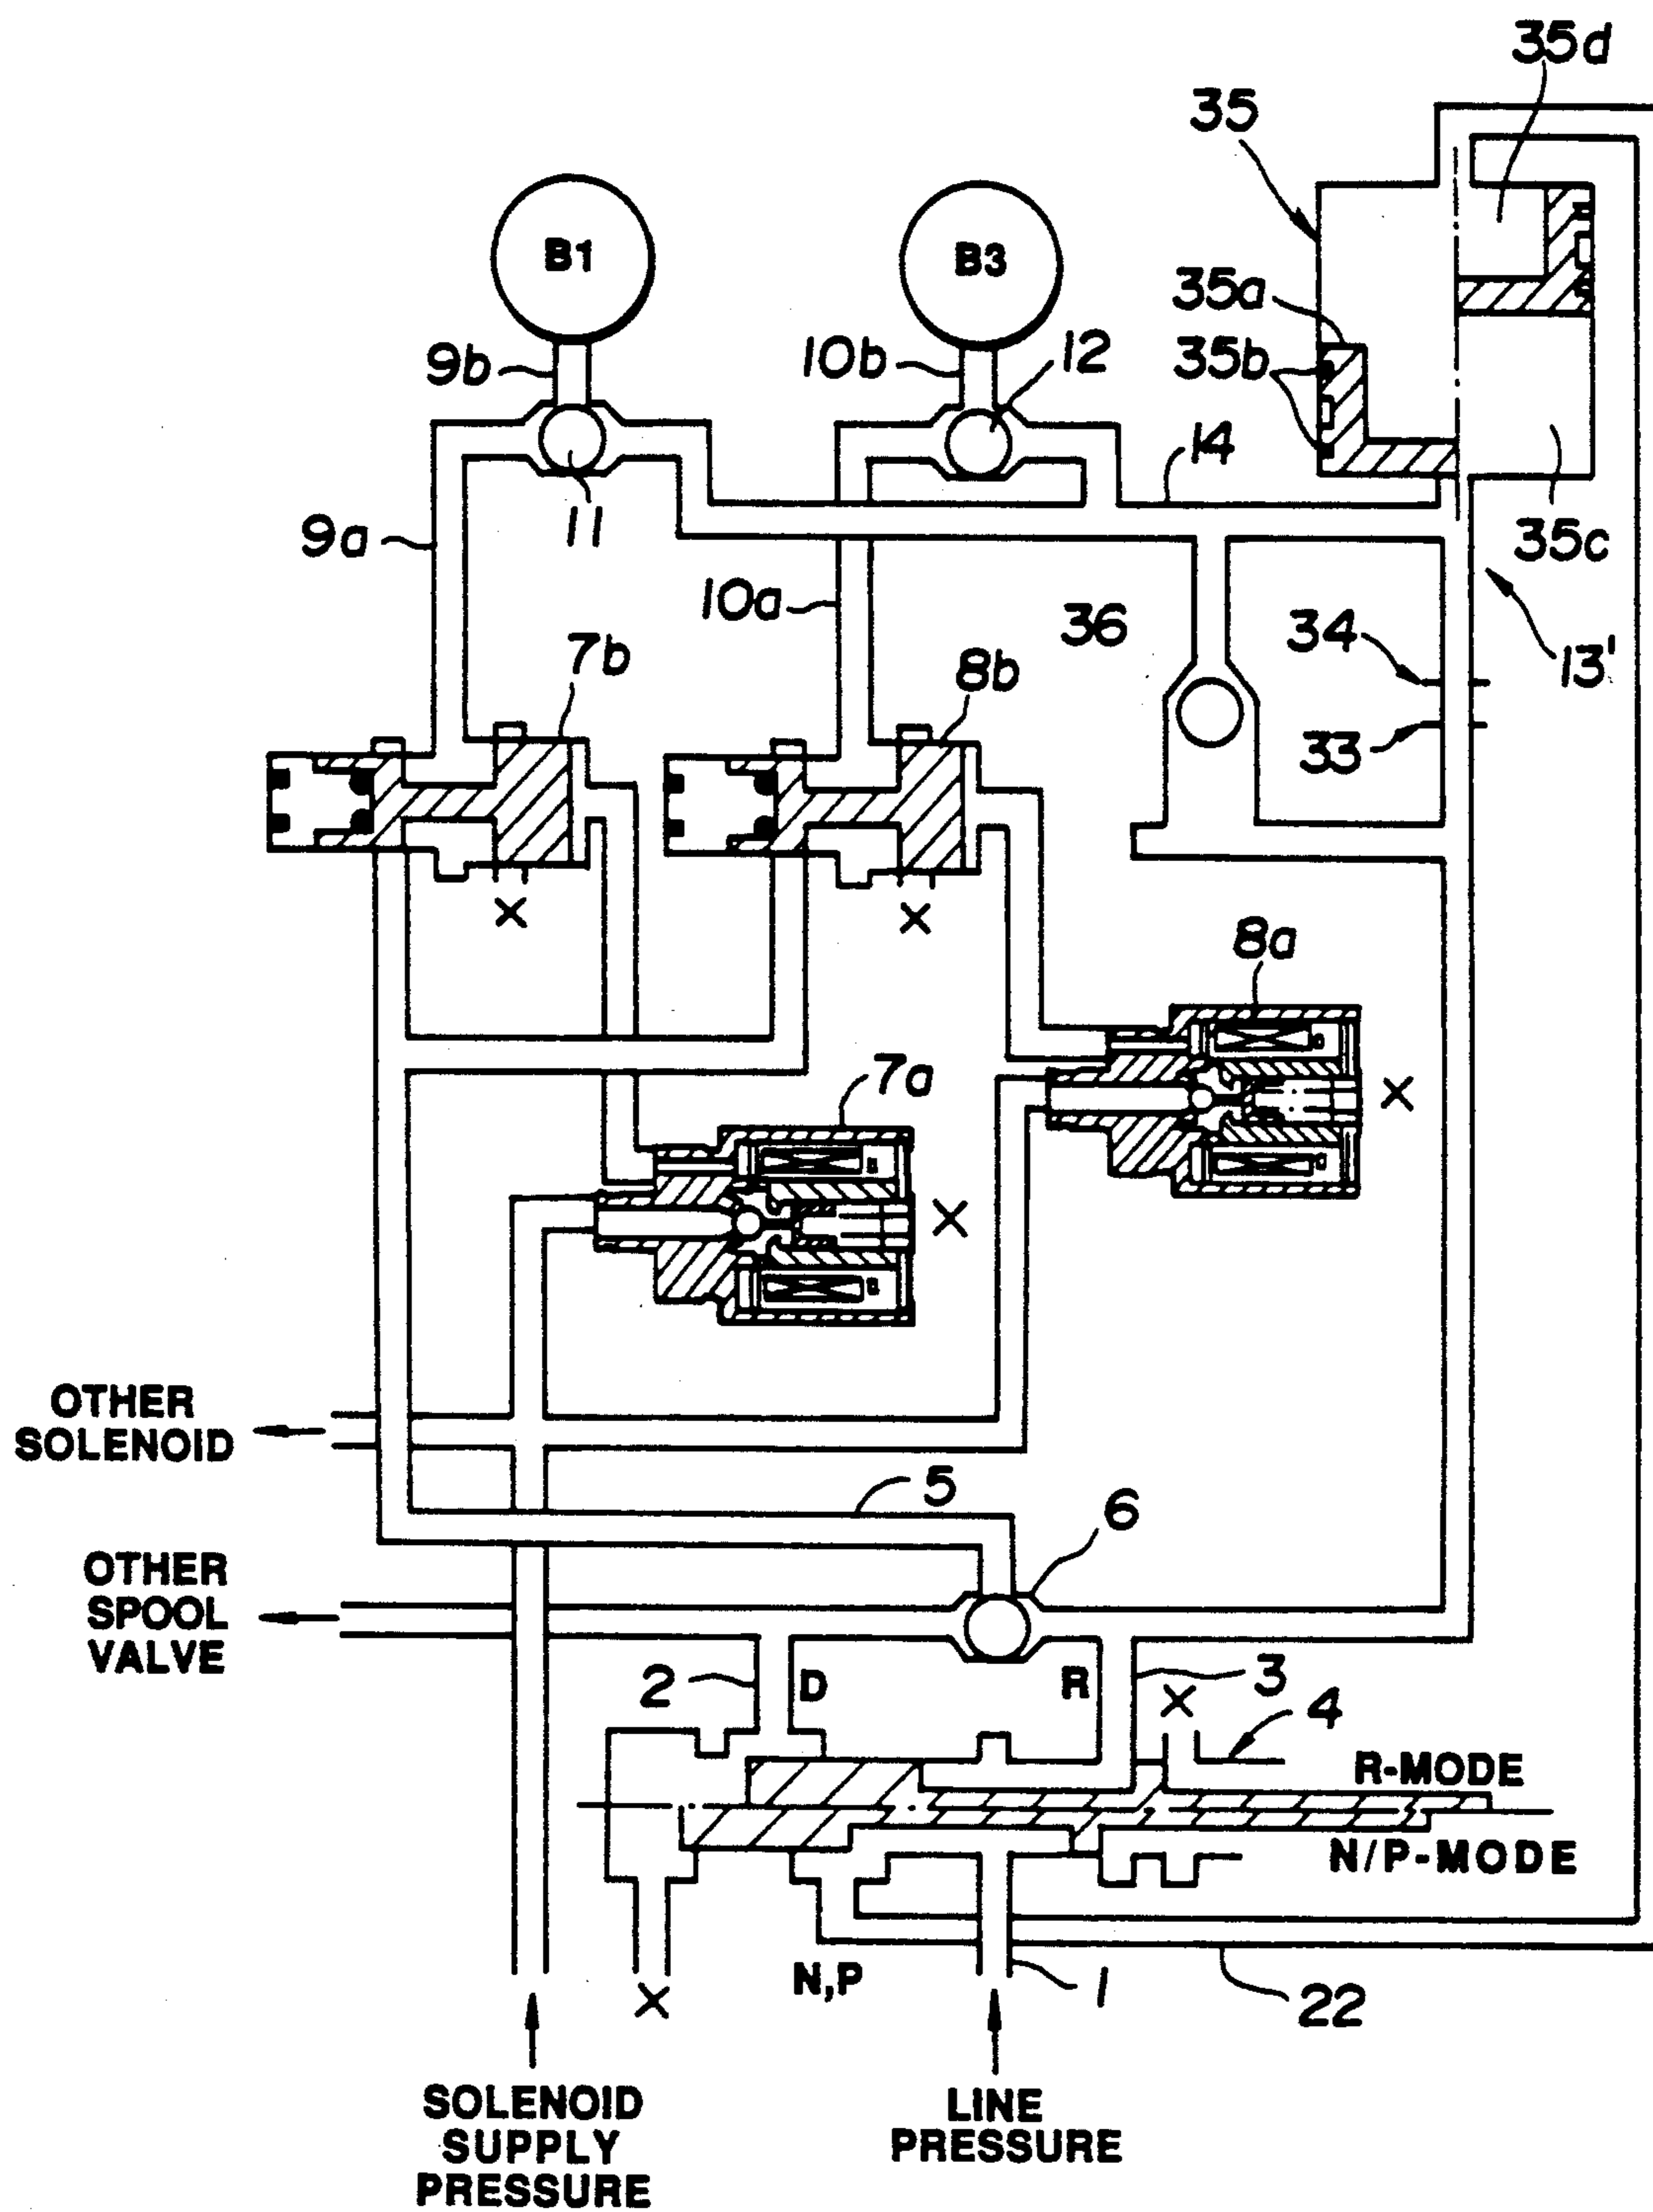 35d
35
B1
B3
35a
9b
10b
12
35b
14
11
9a
35c
10a
36
34
7b
13'
8b
33
X
X
8a
7a
X
X
OTHER
SOLENOID
5
6
OTHER
SPOOL
VALVE
2
D
R
3
X
4
R-MODE
N/P-MODE
N,P
1
X
22
SOLENOID
SUPPLY
PRESSURE
LINE
PRESSURE